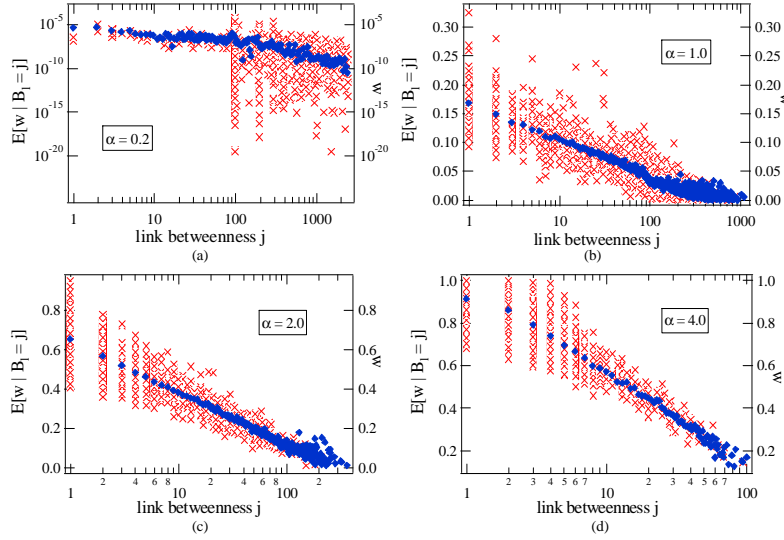 10^-5
10^-10
10^-15
10^-20
E[w | B_l = j]
α = 0.2
10^-5
10^-10
10^-15
10^-20
w
1 10 100 1000
link betweenness j
(a)
0.30
0.25
0.20
0.15
0.10
0.05
0.00
E[w | B_l = j]
α = 1.0
0.30
0.25
0.20
0.15
0.10
0.05
0.00
w
1 10 100 1000
link betweenness j
(b)
0.8
0.6
0.4
0.2
0.0
E[w | B_l = j]
α = 2.0
0.8
0.6
0.4
0.2
0.0
w
1 2 4 6 8 10 2 4 6 8 100 2
link betweenness j
(c)
1.0
0.8
0.6
0.4
0.2
E[w | B_l = j]
α = 4.0
1.0
0.8
0.6
0.4
0.2
w
1 2 3 4 5 6 7 10 2 3 4 5 6 7 100
link betweenness j
(d)